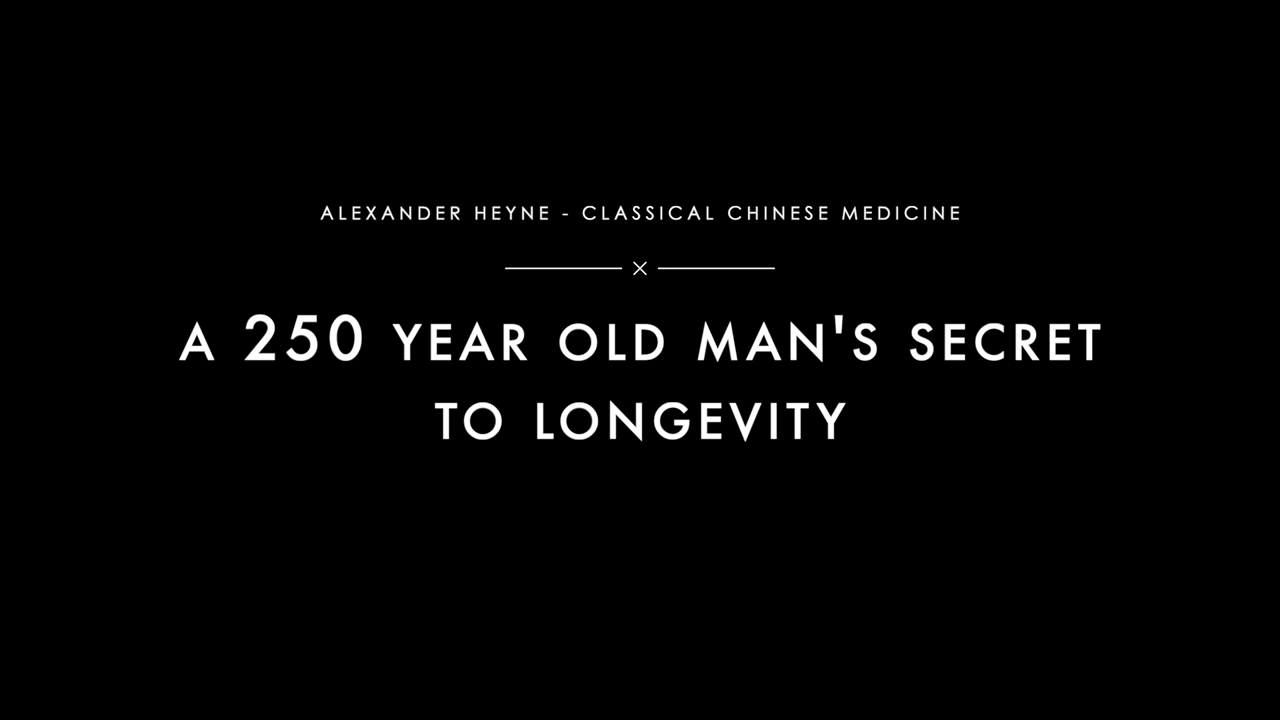 ALEXANDER HEYNE - CLASSICAL CHINESE MEDICINE
A 250 YEAR OLD MAN'S SECRET
TO LONGEVITY